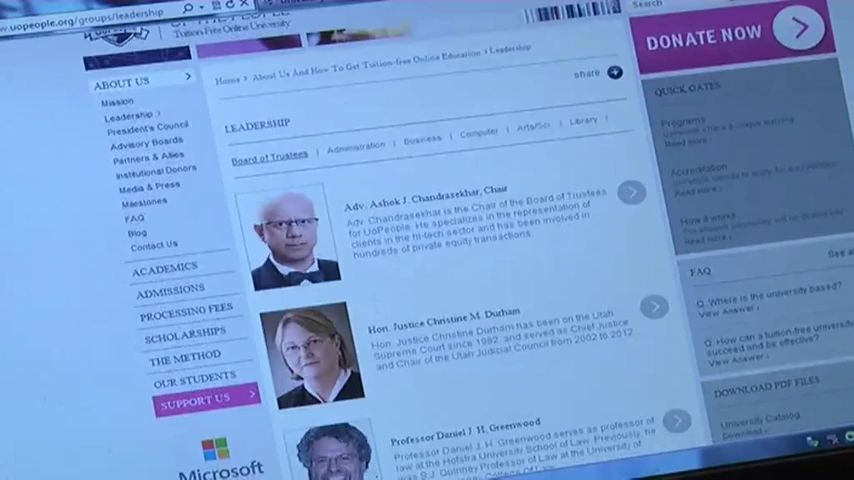 w.uopeople.org/groups/leadership
Tuition-Free Online University
Search
DONATE NOW
ABOUT US
Mission
Leadership
President's Council
Advisory Boards
Partners & Allies
Institutional Donors
Media & Press
Milestones
FAQ
Blog
Contact Us
ACADEMICS
ADMISSIONS
PROCESSING FEES
SCHOLARSHIPS
THE METHOD
OUR STUDENTS
SUPPORT US
Microsoft
Home › About Us And How To Get Tuition-free Online Education › Leadership
share
LEADERSHIP
Board of Trustees | Administration | Business | Computer | Arts/Sci | Library |
Adv. Ashok J. Chandrasekhar, Chair
Adv. Chandrasekhar is the Chair of the Board of Trustees
for UoPeople. He specializes in the representation of
clients in the hi-tech sector and has been involved in
hundreds of private equity transactions.
Hon. Justice Christine M. Durham
Hon. Justice Christine Durham has been on the Utah
Supreme Court since 1982, and served as Chief Justice
and Chair of the Utah Judicial Council from 2002 to 2012.
Professor Daniel J. H. Greenwood
Professor Daniel J. H. Greenwood serves as professor of
law at the Hofstra University School of Law. Previously, he
was S.J. Quinney Professor of Law at the University of
QUICK GATES
Programs
Read more ›
Accreditation
Read more ›
How it works
Read more ›
FAQ
See a
Q. Where is the university based?
View Answer ›
Q. How can a tuition-free universit
succeed and be effective?
View Answer ›
DOWNLOAD PDF FILES
University Catalog
Download ›